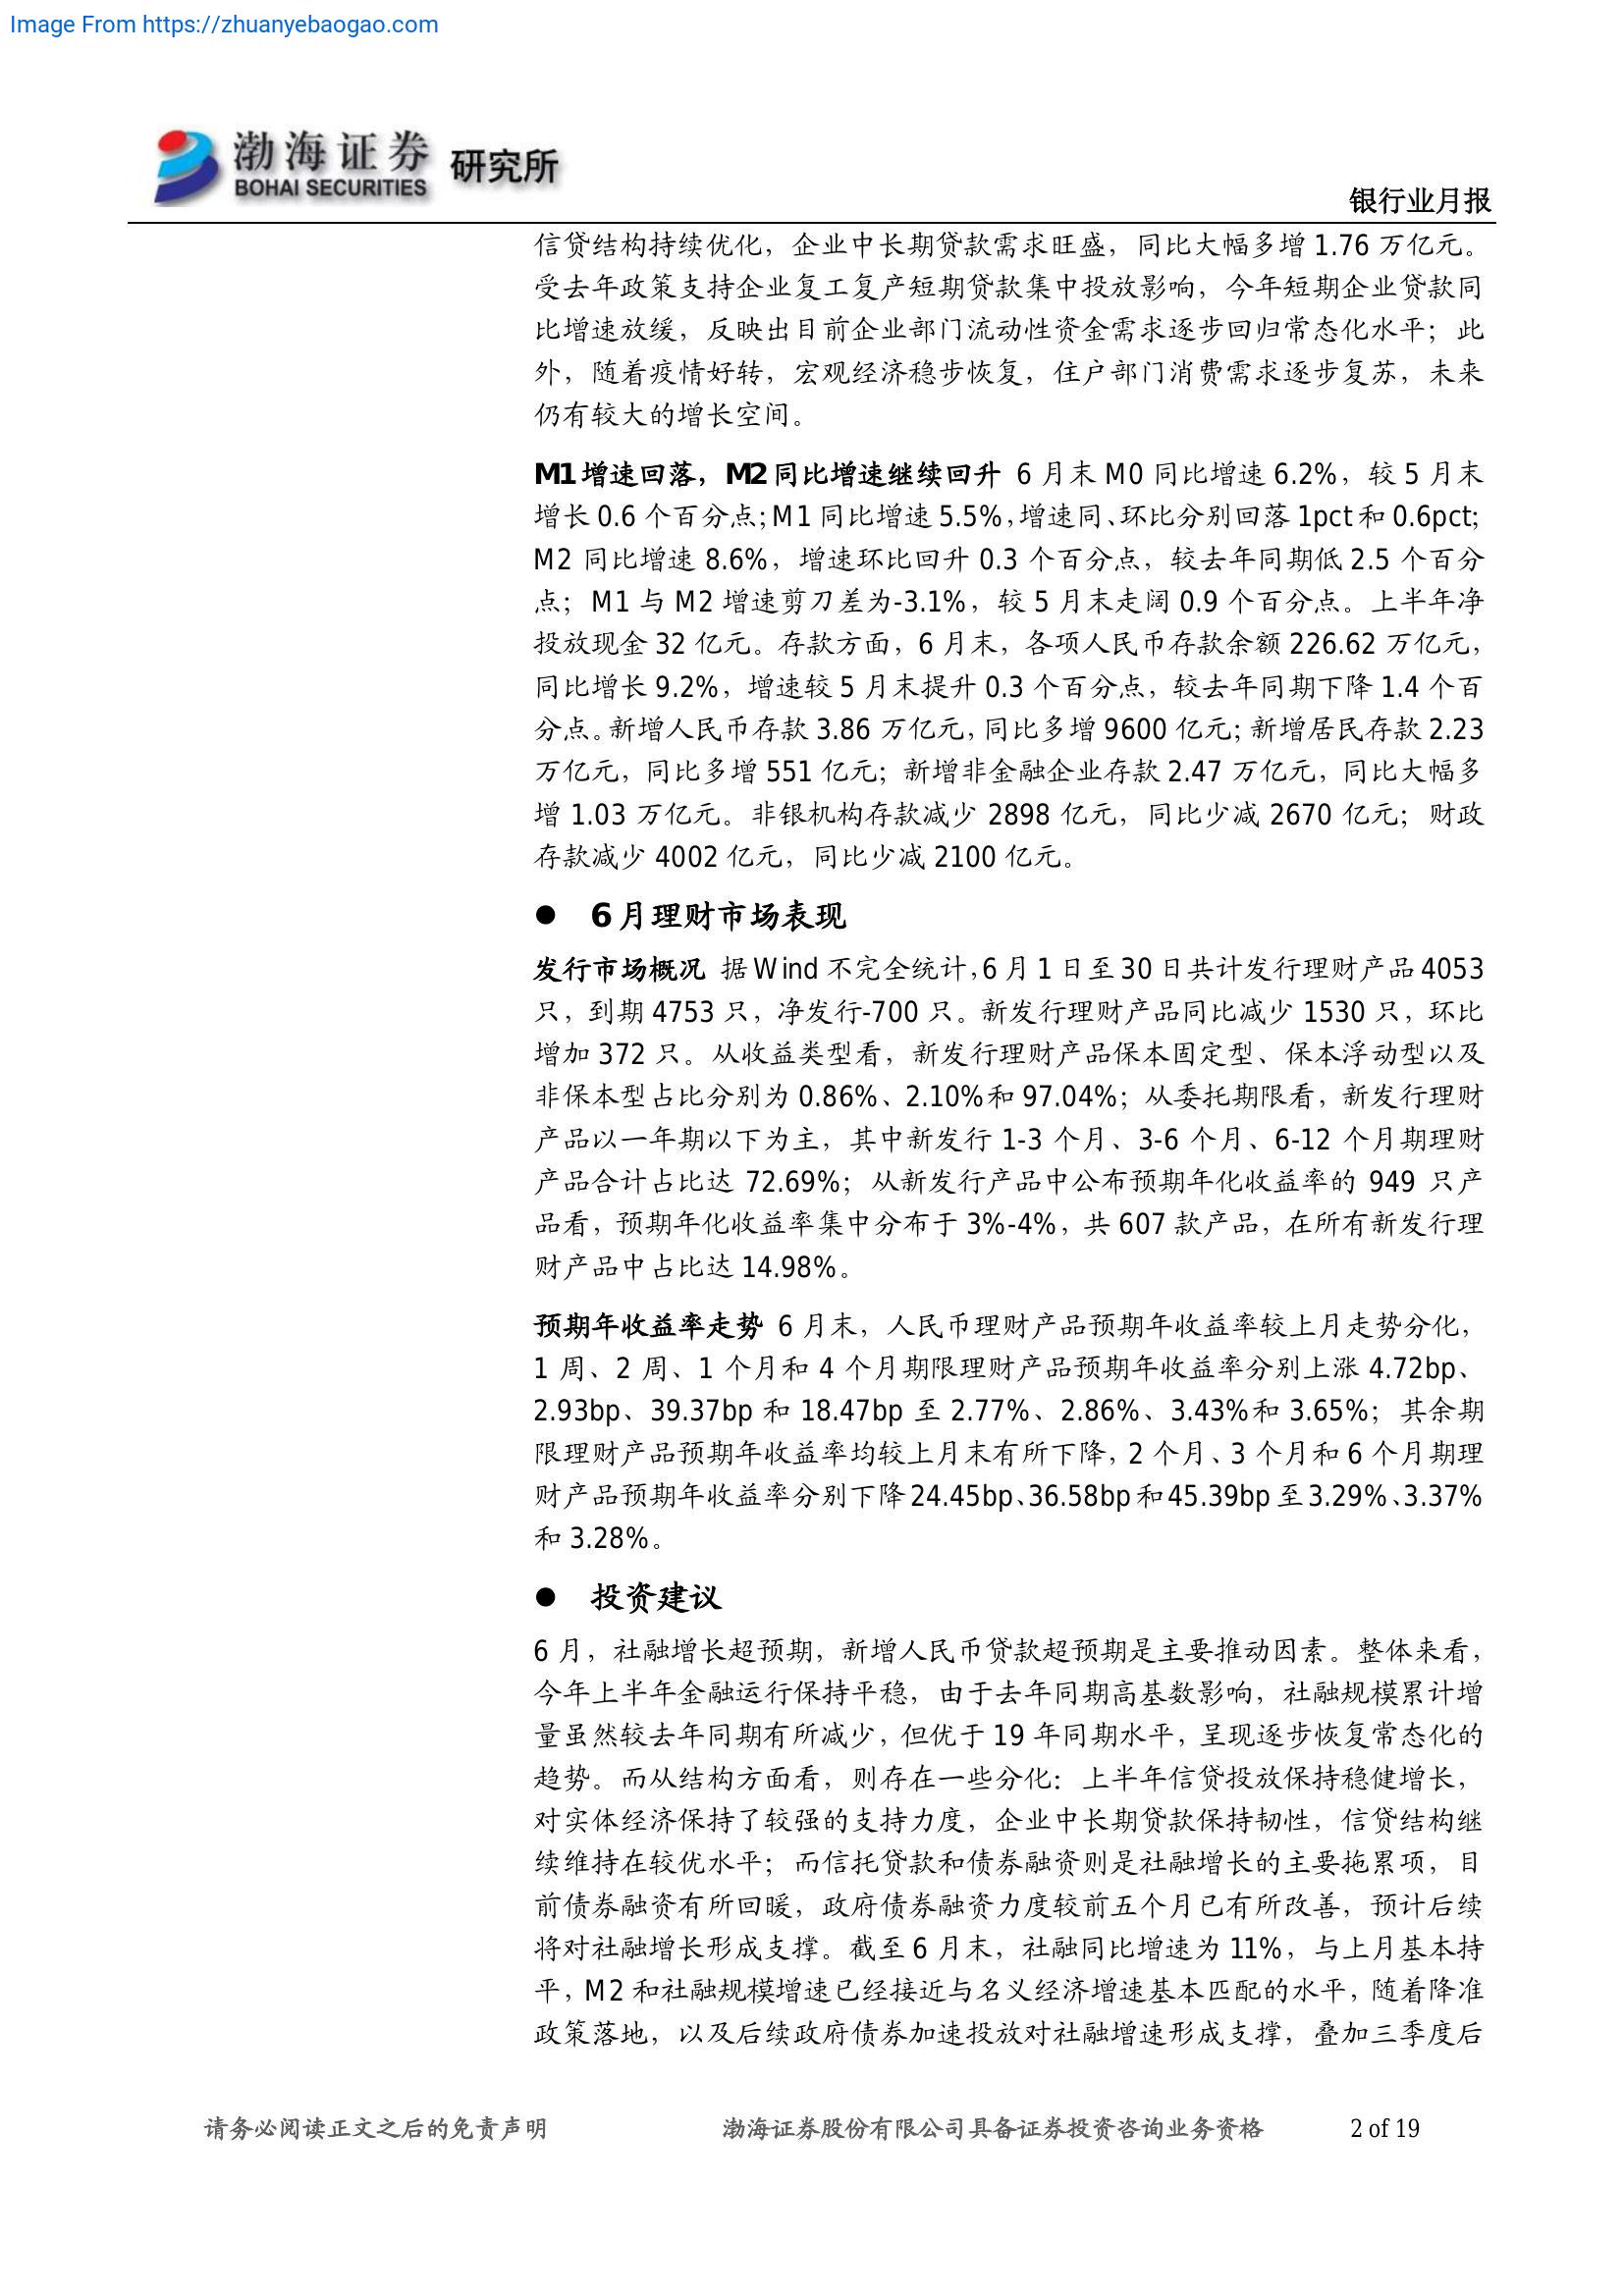 Image From https://zhuanyebaogao.com
渤海证券 研究所
BOHAI SECURITIES
银行业月报
信贷结构持续优化，企业中长期贷款需求旺盛，同比大幅多增 1.76 万亿元。
受去年政策支持企业复工复产短期贷款集中投放影响，今年短期企业贷款同
比增速放缓，反映出目前企业部门流动性资金需求逐步回归常态化水平；此
外，随着疫情好转，宏观经济稳步恢复，住户部门消费需求逐步复苏，未来
仍有较大的增长空间。
M1 增速回落，M2 同比增速继续回升 6 月末 M0 同比增速 6.2%，较 5 月末
增长 0.6 个百分点；M1 同比增速 5.5%，增速同、环比分别回落 1pct 和 0.6pct;
M2 同比增速 8.6%，增速环比回升 0.3 个百分点，较去年同期低 2.5 个百分
点；M1 与 M2 增速剪刀差为-3.1%，较 5 月末走阔 0.9 个百分点。上半年净
投放现金 32 亿元。存款方面，6 月末，各项人民币存款余额 226.62 万亿元，
同比增长 9.2%，增速较 5 月末提升 0.3 个百分点，较去年同期下降 1.4 个百
分点。新增人民币存款 3.86 万亿元，同比多增 9600 亿元；新增居民存款 2.23
万亿元，同比多增 551 亿元；新增非金融企业存款 2.47 万亿元，同比大幅多
增 1.03 万亿元。非银机构存款减少 2898 亿元，同比少减 2670 亿元；财政
存款减少 4002 亿元，同比少减 2100 亿元。
● 6 月理财市场表现
发行市场概况 据 Wind 不完全统计，6 月 1 日至 30 日共计发行理财产品 4053
只，到期 4753 只，净发行-700 只。新发行理财产品同比减少 1530 只，环比
增加 372 只。从收益类型看，新发行理财产品保本固定型、保本浮动型以及
非保本型占比分别为 0.86%、2.10%和 97.04%；从委托期限看，新发行理财
产品以一年期以下为主，其中新发行 1-3 个月、3-6 个月、6-12 个月期理财
产品合计占比达 72.69%；从新发行产品中公布预期年化收益率的 949 只产
品看，预期年化收益率集中分布于 3%-4%，共 607 款产品，在所有新发行理
财产品中占比达 14.98%。
预期年收益率走势 6 月末，人民币理财产品预期年收益率较上月走势分化，
1 周、2 周、1 个月和 4 个月期限理财产品预期年收益率分别上涨 4.72bp、
2.93bp、39.37bp 和 18.47bp 至 2.77%、2.86%、3.43%和 3.65%；其余期
限理财产品预期年收益率均较上月末有所下降，2 个月、3 个月和 6 个月期理
财产品预期年收益率分别下降 24.45bp、36.58bp 和 45.39bp 至 3.29%、3.37%
和 3.28%。
● 投资建议
6 月，社融增长超预期，新增人民币贷款超预期是主要推动因素。整体来看，
今年上半年金融运行保持平稳，由于去年同期高基数影响，社融规模累计增
量虽然较去年同期有所减少，但优于 19 年同期水平，呈现逐步恢复常态化的
趋势。而从结构方面看，则存在一些分化：上半年信贷投放保持稳健增长，
对实体经济保持了较强的支持力度，企业中长期贷款保持韧性，信贷结构继
续维持在较优水平；而信托贷款和债券融资则是社融增长的主要拖累项，目
前债券融资有所回暖，政府债券融资力度较前五个月已有所改善，预计后续
将对社融增长形成支撑。截至 6 月末，社融同比增速为 11%，与上月基本持
平，M2 和社融规模增速已经接近与名义经济增速基本匹配的水平，随着降准
政策落地，以及后续政府债券加速投放对社融增速形成支撑，叠加三季度后
请务必阅读正文之后的免责声明 渤海证券股份有限公司具备证券投资咨询业务资格 2 of 19